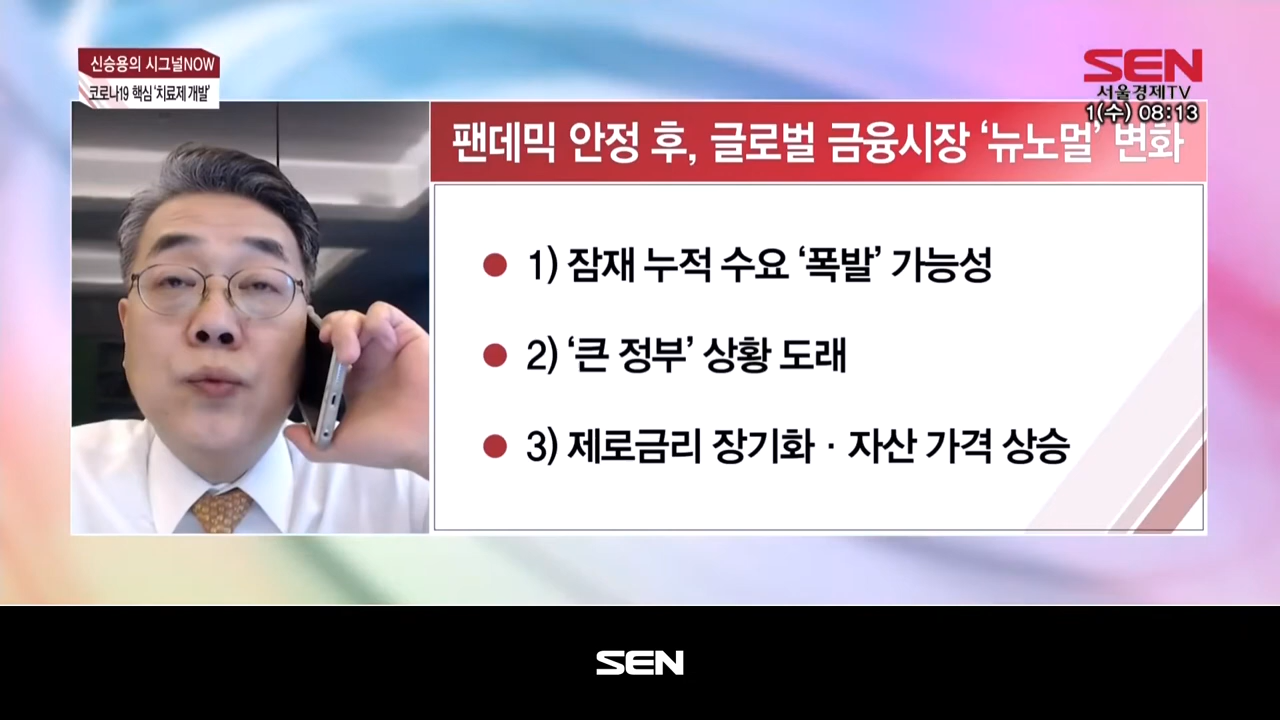 신승용의 시그널NOW
코로나19 핵심 '치료제 개발'
SEN
서울경제TV
1(수) 08:13
팬데믹 안정 후, 글로벌 금융시장 ‘뉴노멀’ 변화
1) 잠재 누적 수요 ‘폭발’ 가능성
2) ‘큰 정부’ 상황 도래
3) 제로금리 장기화 · 자산 가격 상승
SEN